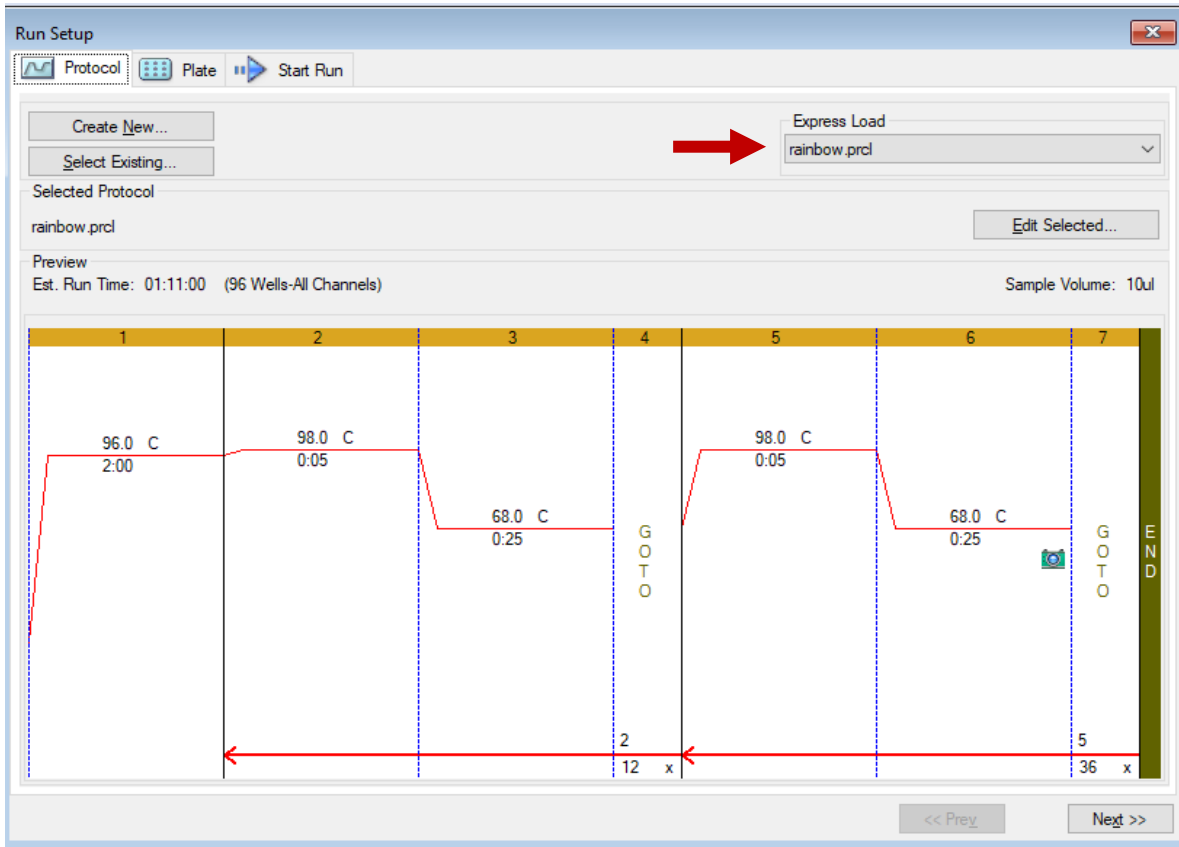 Run Setup
Protocol Plate Start Run
Create New...
Select Existing...
Express Load
rainbow.prcl
Selected Protocol
rainbow.prcl
Edit Selected...
Preview
Est. Run Time: 01:11:00 (96 Wells-All Channels) Sample Volume: 10ul
1 2 3 4 5 6 7
96.0 C
2:00
98.0 C
0:05
68.0 C
0:25
GOTO
98.0 C
0:05
68.0 C
0:25
GOTO
END
2
12 x
5
36 x
<< Prev Next >>